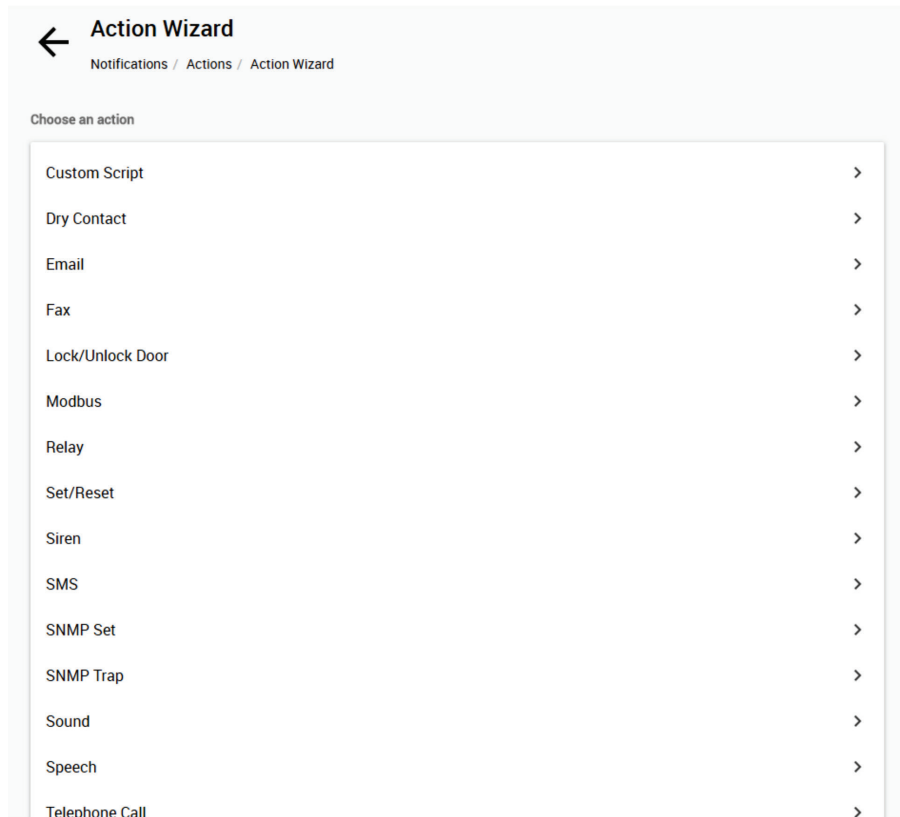 Action Wizard
Notifications / Actions / Action Wizard
Choose an action
Custom Script
Dry Contact
Email
Fax
Lock/Unlock Door
Modbus
Relay
Set/Reset
Siren
SMS
SNMP Set
SNMP Trap
Sound
Speech
Telephone Call